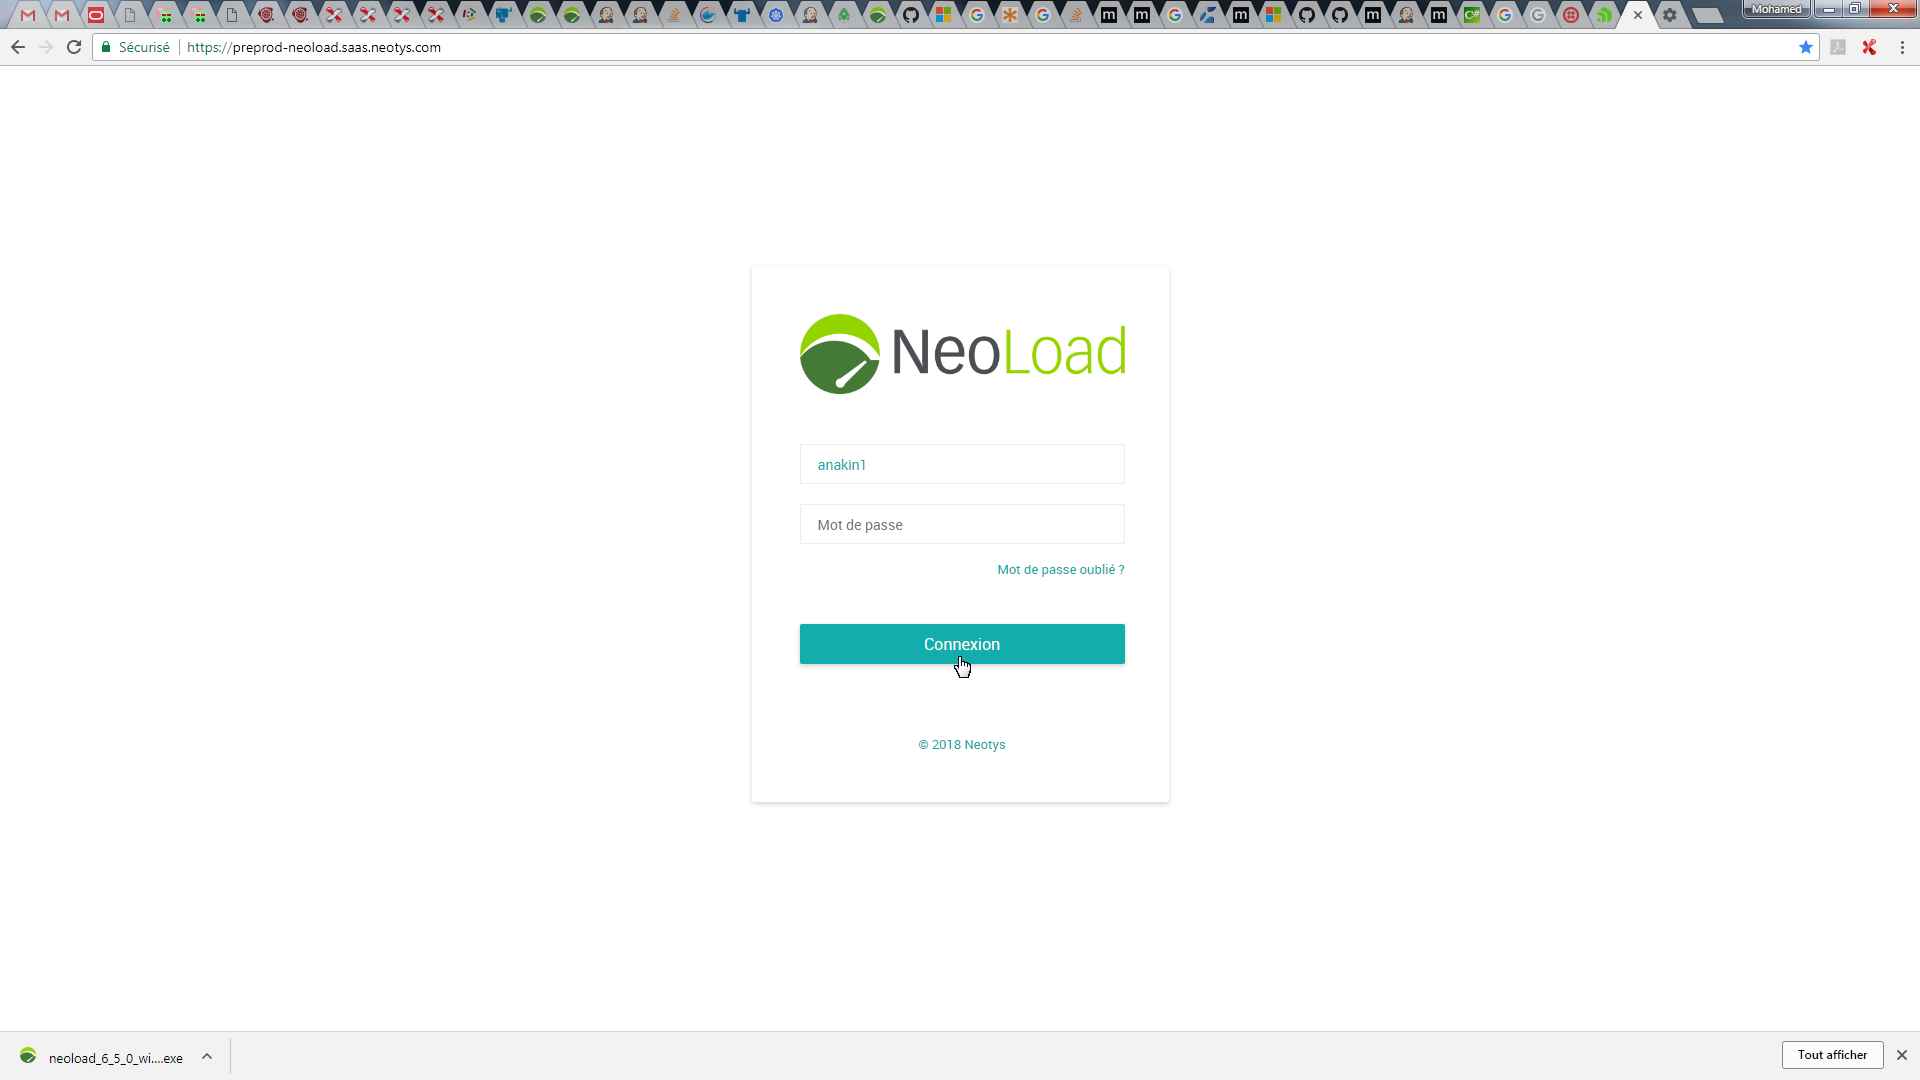 Mohamed
Sécurisé
https://preprod-neoload.saas.neotys.com
NeoLoad
anakin1
Mot de passe
Mot de passe oublié ?
Connexion
© 2018 Neotys
neoload_6_5_0_wi....exe
Tout afficher